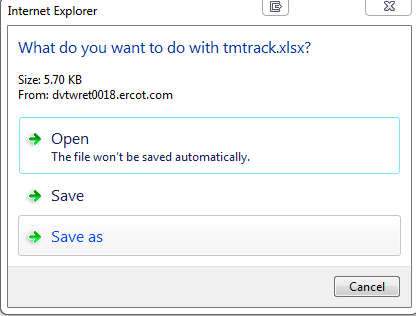 Internet Explorer
What do you want to do with tmtrack.xlsx?
Size: 5.70 KB
From: dvtwret0018.ercot.com
Open
The file won't be saved automatically.
Save
Save as
Cancel